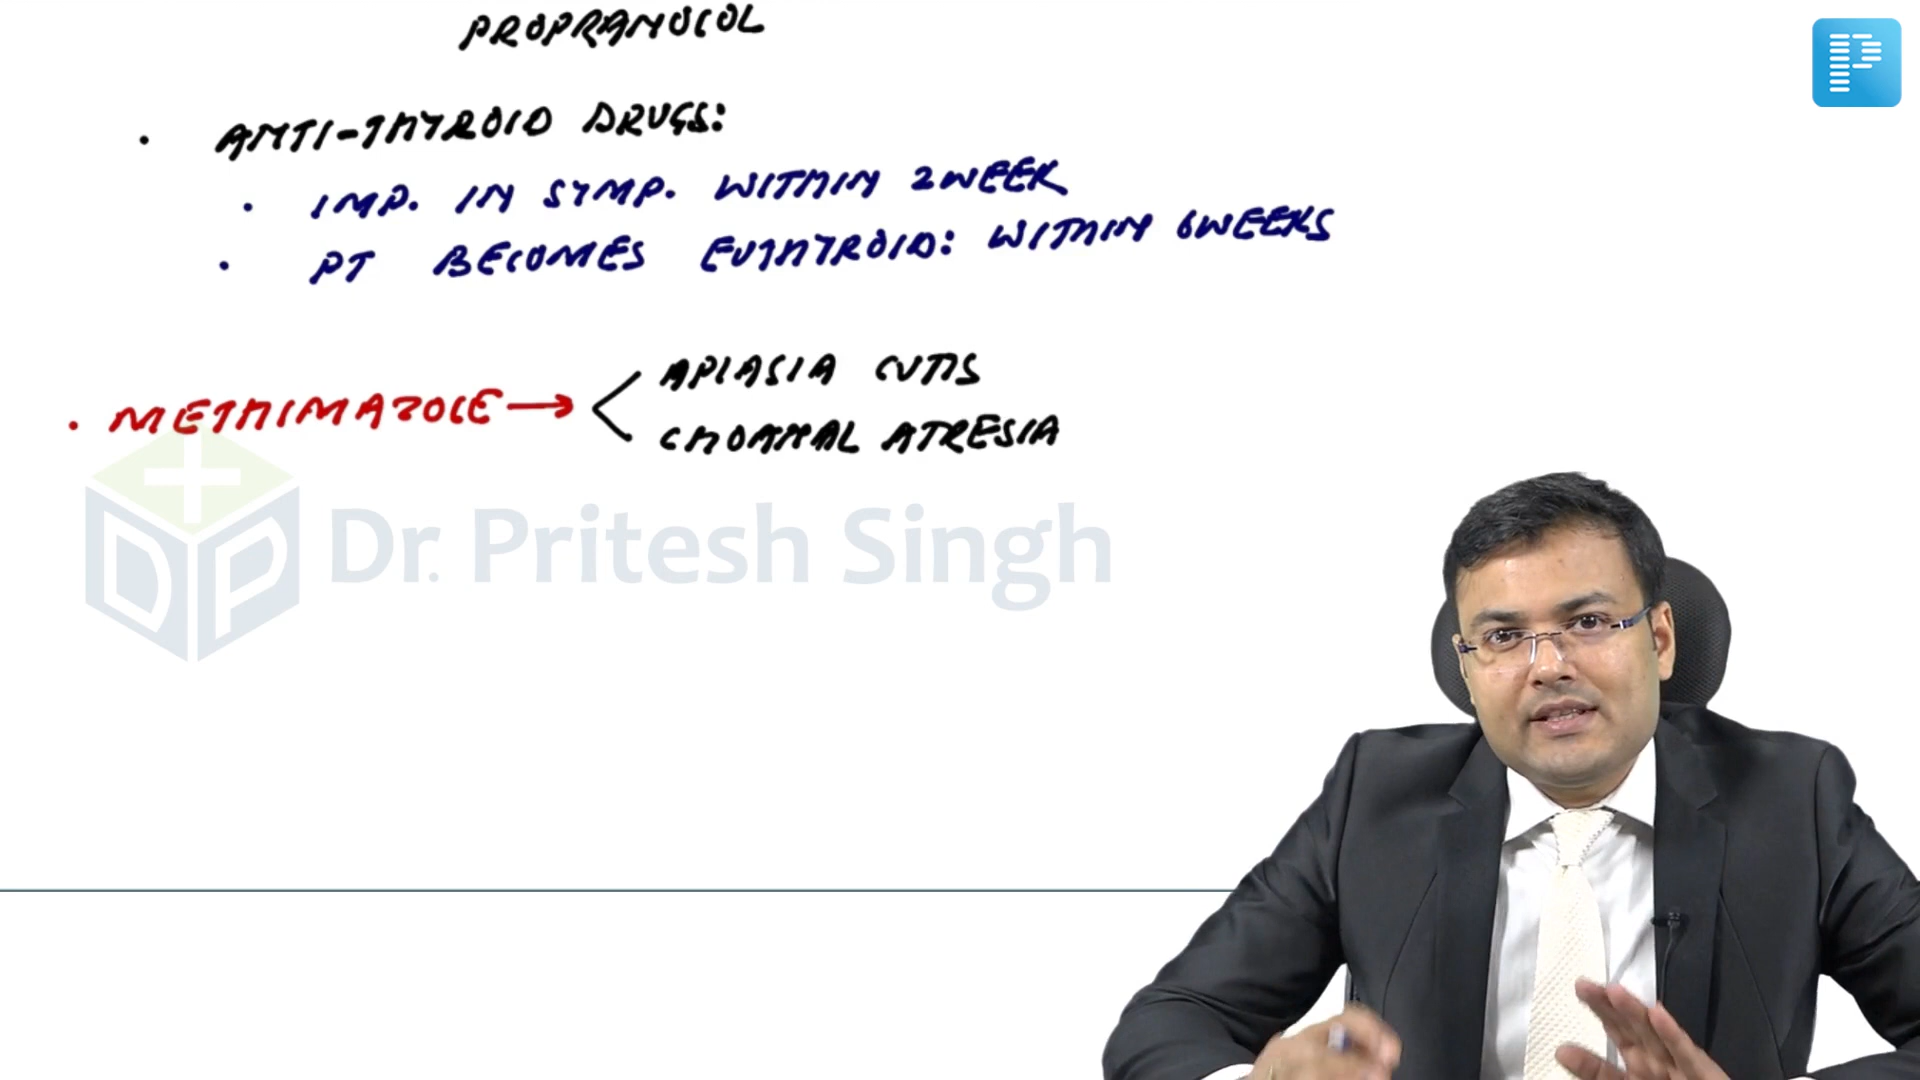 PROPRANOLOL
• ANTI-THYROID DRUGS:
• IMP. IN SYMP. WITHIN 2WEEK
• PT BECOMES EUTHYROID: WITHIN 6WEEKS
• METHIMAZOLE → APLASIA CUTIS
CHOANAL ATRESIA
DP Dr. Pritesh Singh
P